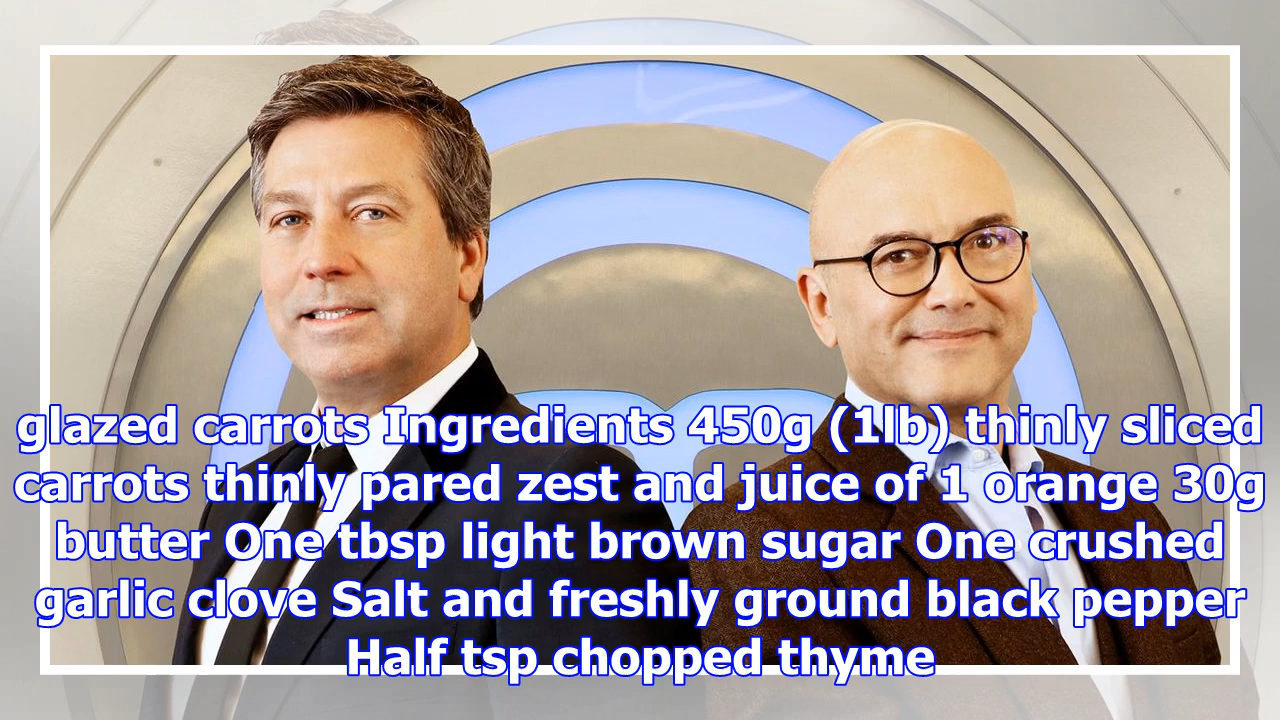 glazed carrots Ingredients 450g (1lb) thinly sliced
carrots thinly pared zest and juice of 1 orange 30g
butter One tbsp light brown sugar One crushed
garlic clove Salt and freshly ground black pepper
Half tsp chopped thyme